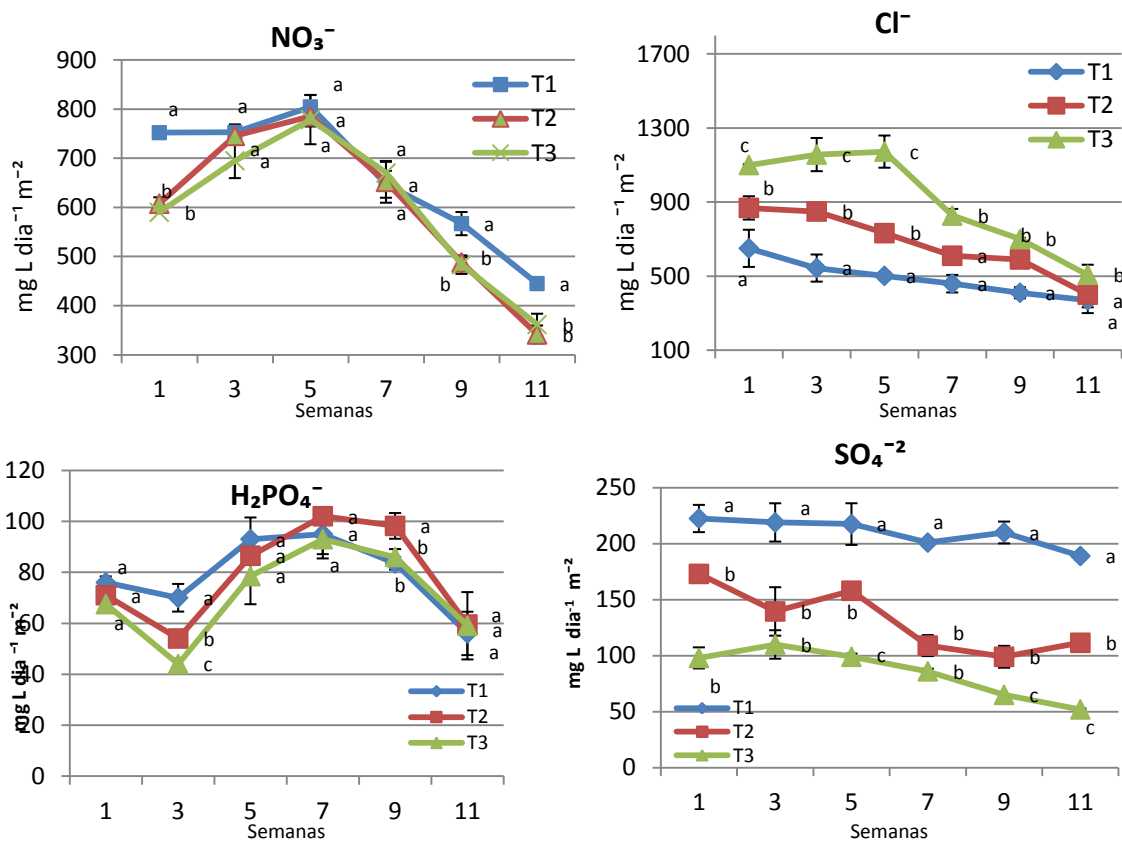 NO₃⁻
900
800
700
600
500
400
300
mg L dia⁻¹ m⁻²
a
a
a
a
a
a
a
a
a
a
a
b
b
b
b
a
b
b
T1
T2
T3
1 3 5 7 9 11
Semanas
Cl⁻
1700
1300
900
500
100
mg L dia⁻¹ m⁻²
T1
T2
T3
c
c
c
b
b
b
b
b
b
b
a
a
a
a
a
a
a
a
1 3 5 7 9 11
Semanas
H₂PO₄⁻
120
100
80
60
40
20
0
mg L dia⁻¹ m⁻²
a
a
a
a
b
c
a
a
a
a
a
a
a
b
b
a
a
a
T1
T2
T3
1 3 5 7 9 11
Semanas
SO₄⁻²
250
200
150
100
50
0
mg L dia⁻¹ m⁻²
a
a
a
a
a
a
b
b
b
b
b
b
b
b
c
b
c
c
T1
T2
T3
1 3 5 7 9 11
Semanas